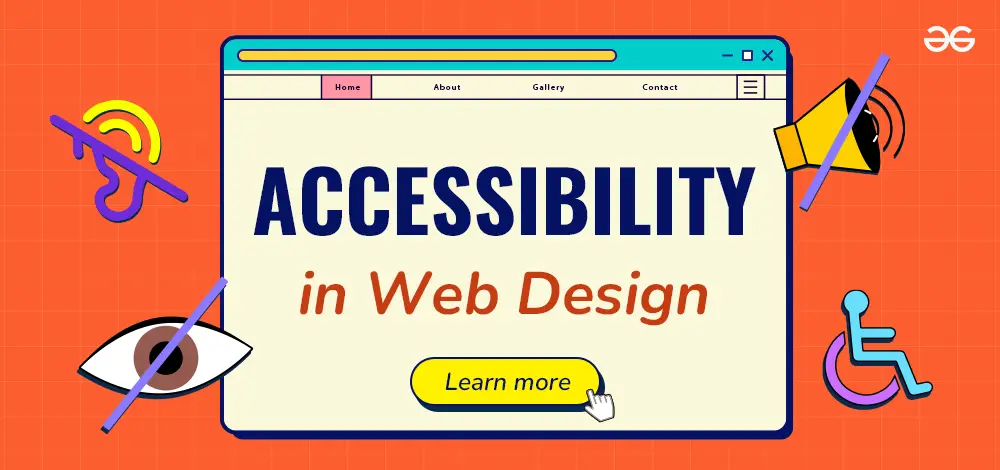 Home About Gallery Contact
ACCESSIBILITY
in Web Design
Learn more